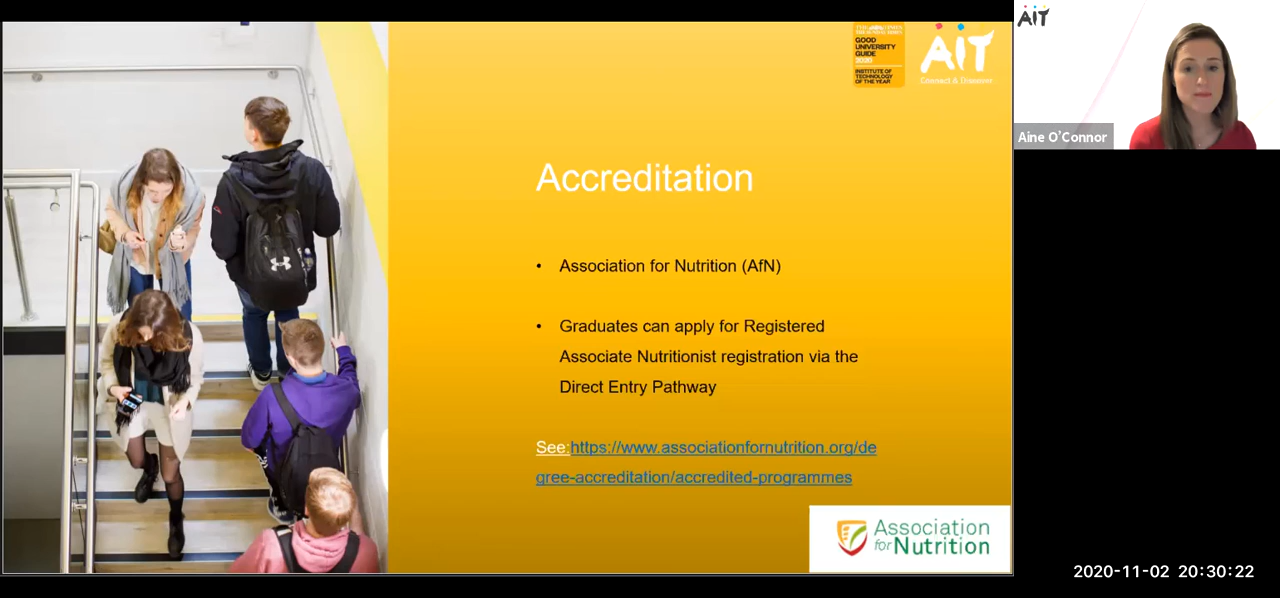 GOOD
UNIVERSITY
GUIDE
2020
INSTITUTE OF
TECHNOLOGY
OF THE YEAR
AIT
Connect & Discover
AIT
Aine O'Connor
Accreditation
• Association for Nutrition (AfN)
• Graduates can apply for Registered
Associate Nutritionist registration via the
Direct Entry Pathway
See:https://www.associationfornutrition.org/de
gree-accreditation/accredited-programmes
Association
for Nutrition
2020-11-02 20:30:22